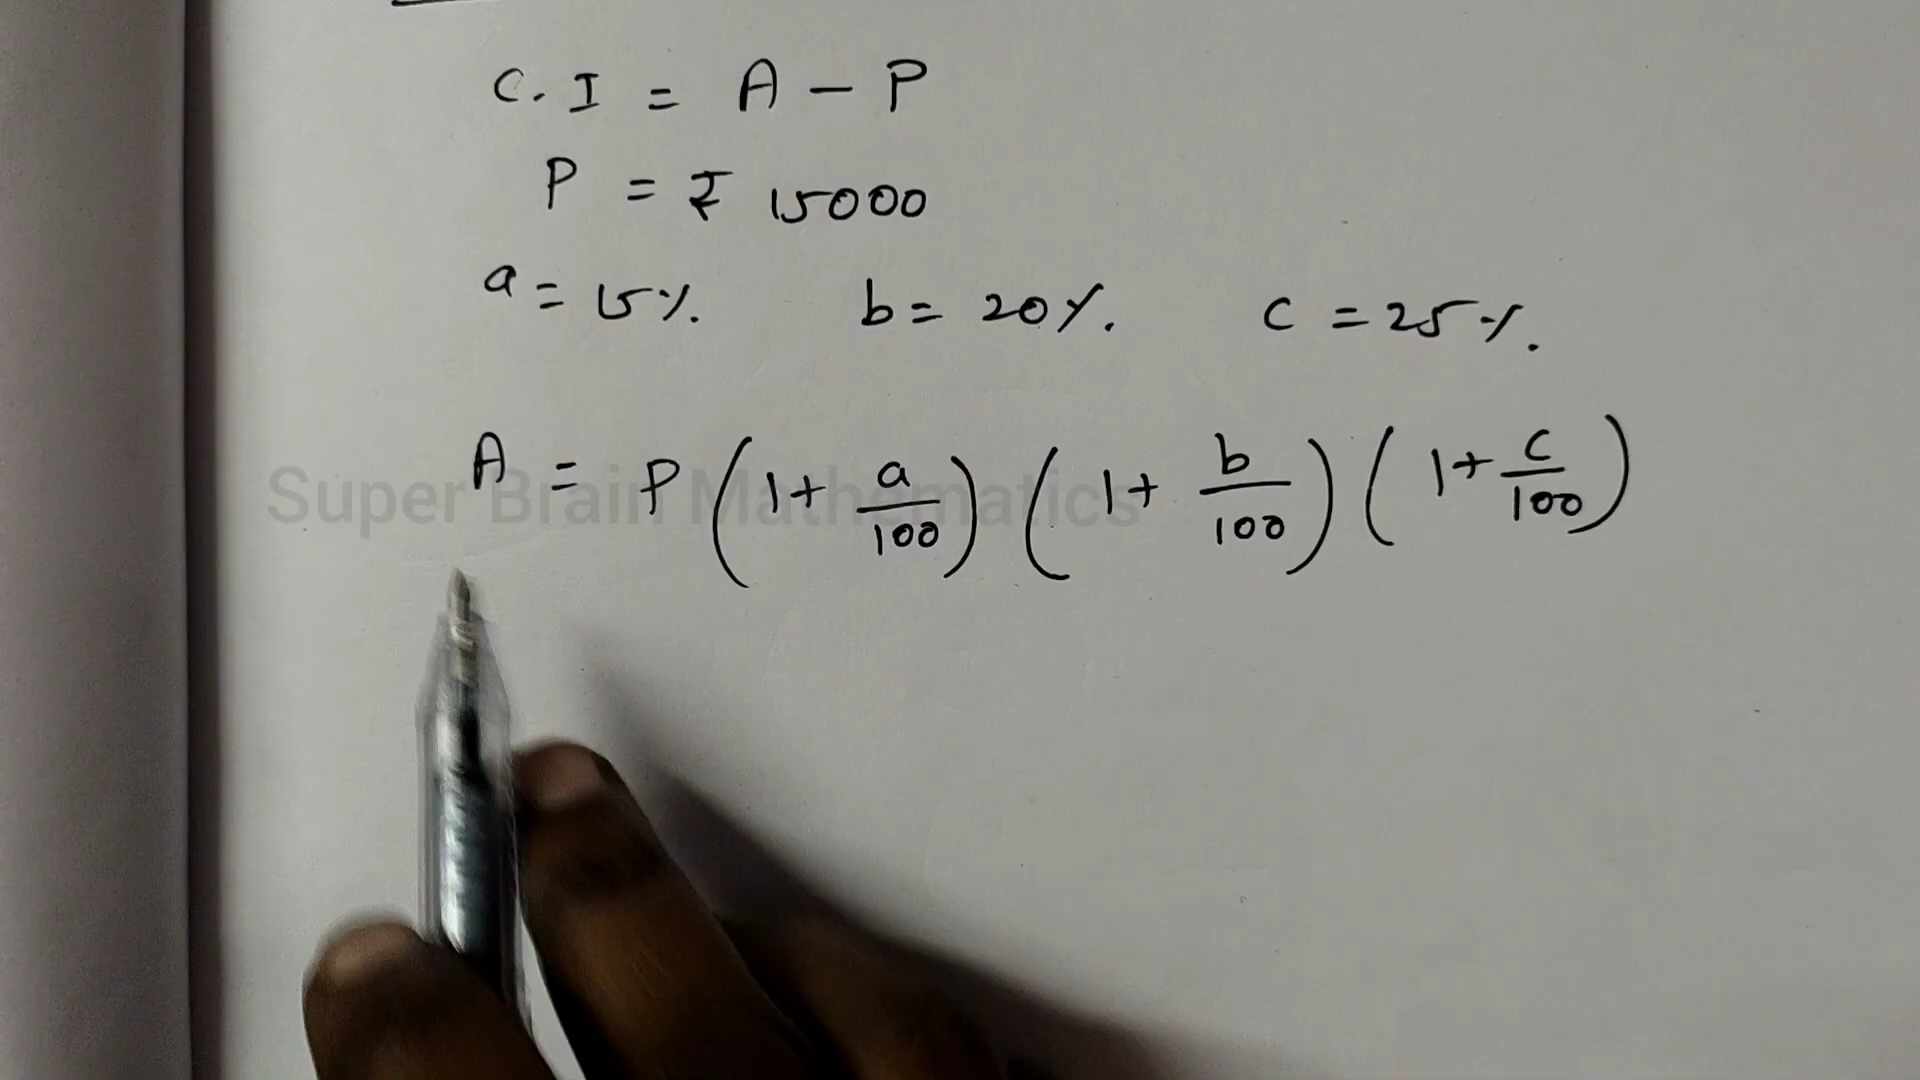 C.I = A - P
P = ₹ 15000
a = 15%. b = 20%. c = 25%.
A = P(1 + a/100)(1 + b/100)(1 + c/100)
Super Brain Mathematics